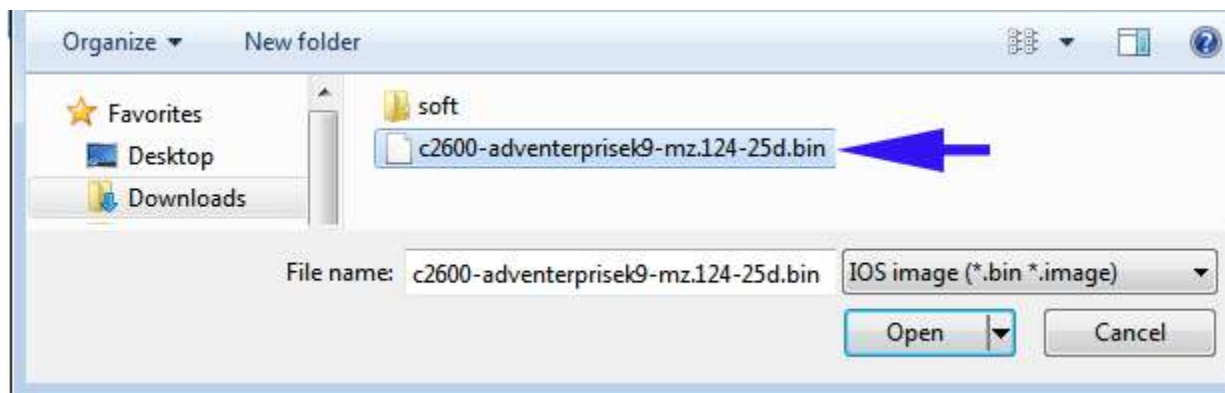 Organize New folder
Favorites
Desktop
Downloads
soft
c2600-adventerprisek9-mz.124-25d.bin
File name: c2600-adventerprisek9-mz.124-25d.bin IOS image (*.bin *.image)
Open Cancel